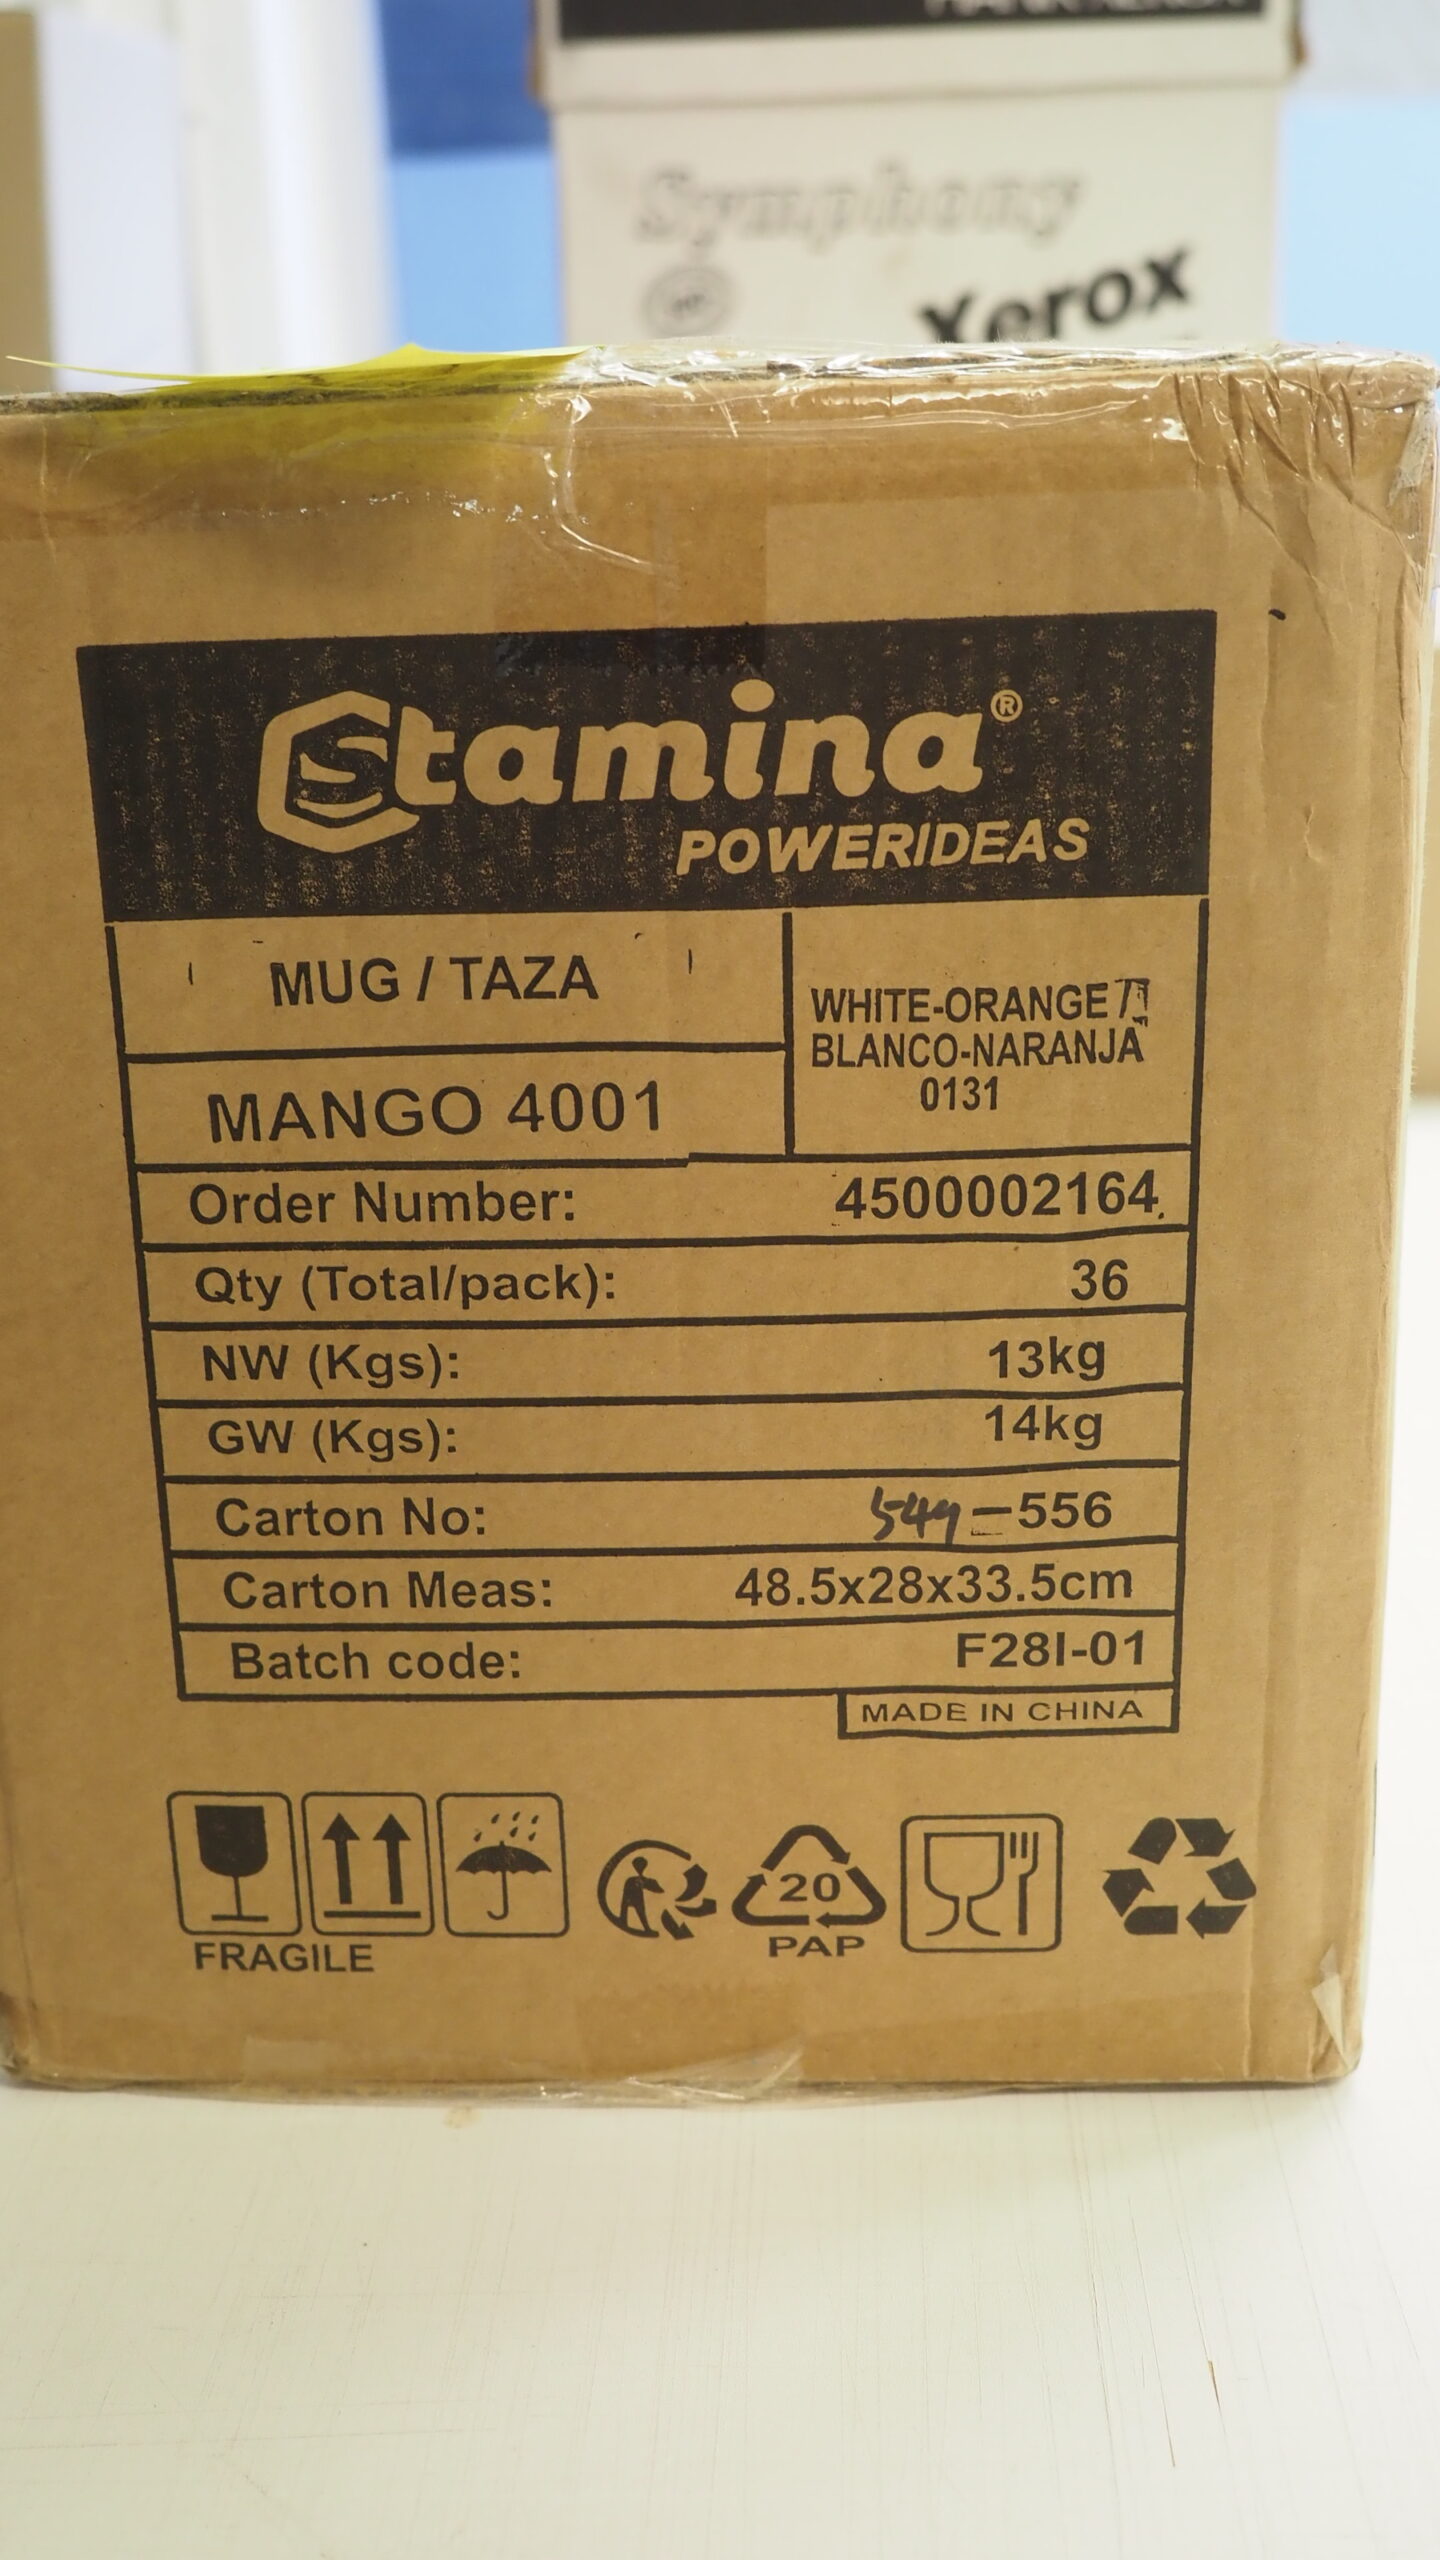 Symphony
Xerox
Stamina®
POWERIDEAS
MUG / TAZA
WHITE-ORANGE
BLANCO-NARANJA
0131
MANGO 4001
Order Number: 4500002164
Qty (Total/pack): 36
NW (Kgs): 13kg
GW (Kgs): 14kg
Carton No: 549-556
Carton Meas: 48.5x28x33.5cm
Batch code: F28I-01
MADE IN CHINA
20
PAP
FRAGILE